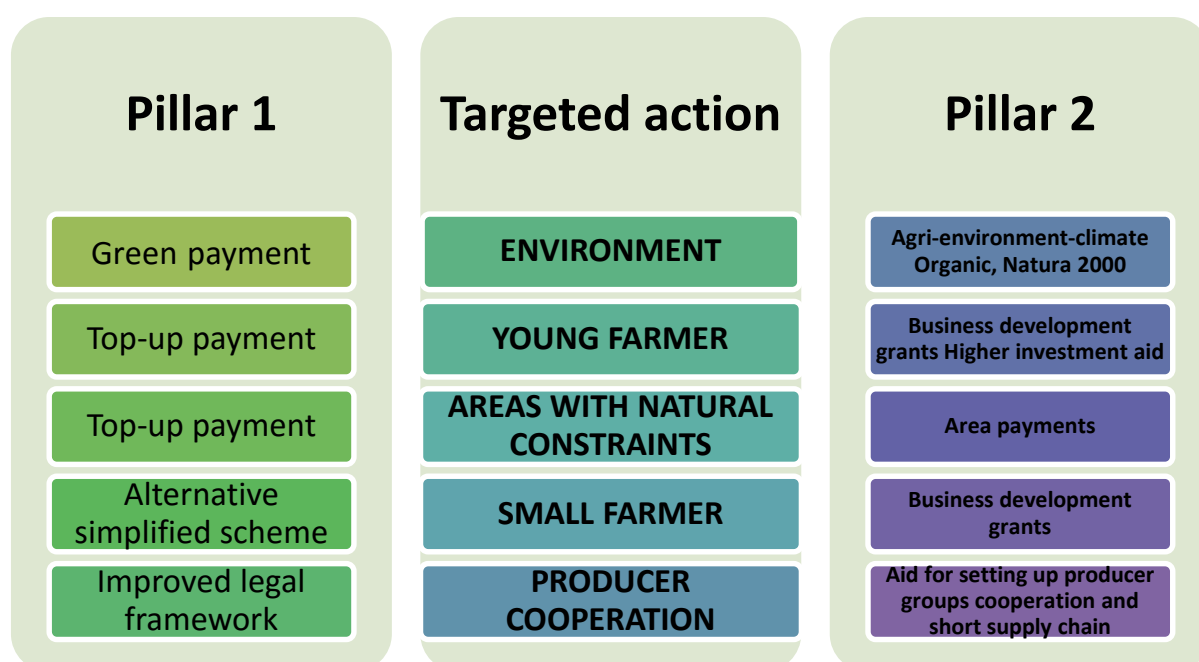 Pillar 1
Green payment
Top-up payment
Top-up payment
Alternative
simplified scheme
Improved legal
framework
Targeted action
ENVIRONMENT
YOUNG FARMER
AREAS WITH NATURAL
CONSTRAINTS
SMALL FARMER
PRODUCER
COOPERATION
Pillar 2
Agri-environment-climate
Organic, Natura 2000
Business development
grants Higher investment aid
Area payments
Business development
grants
Aid for setting up producer
groups cooperation and
short supply chain